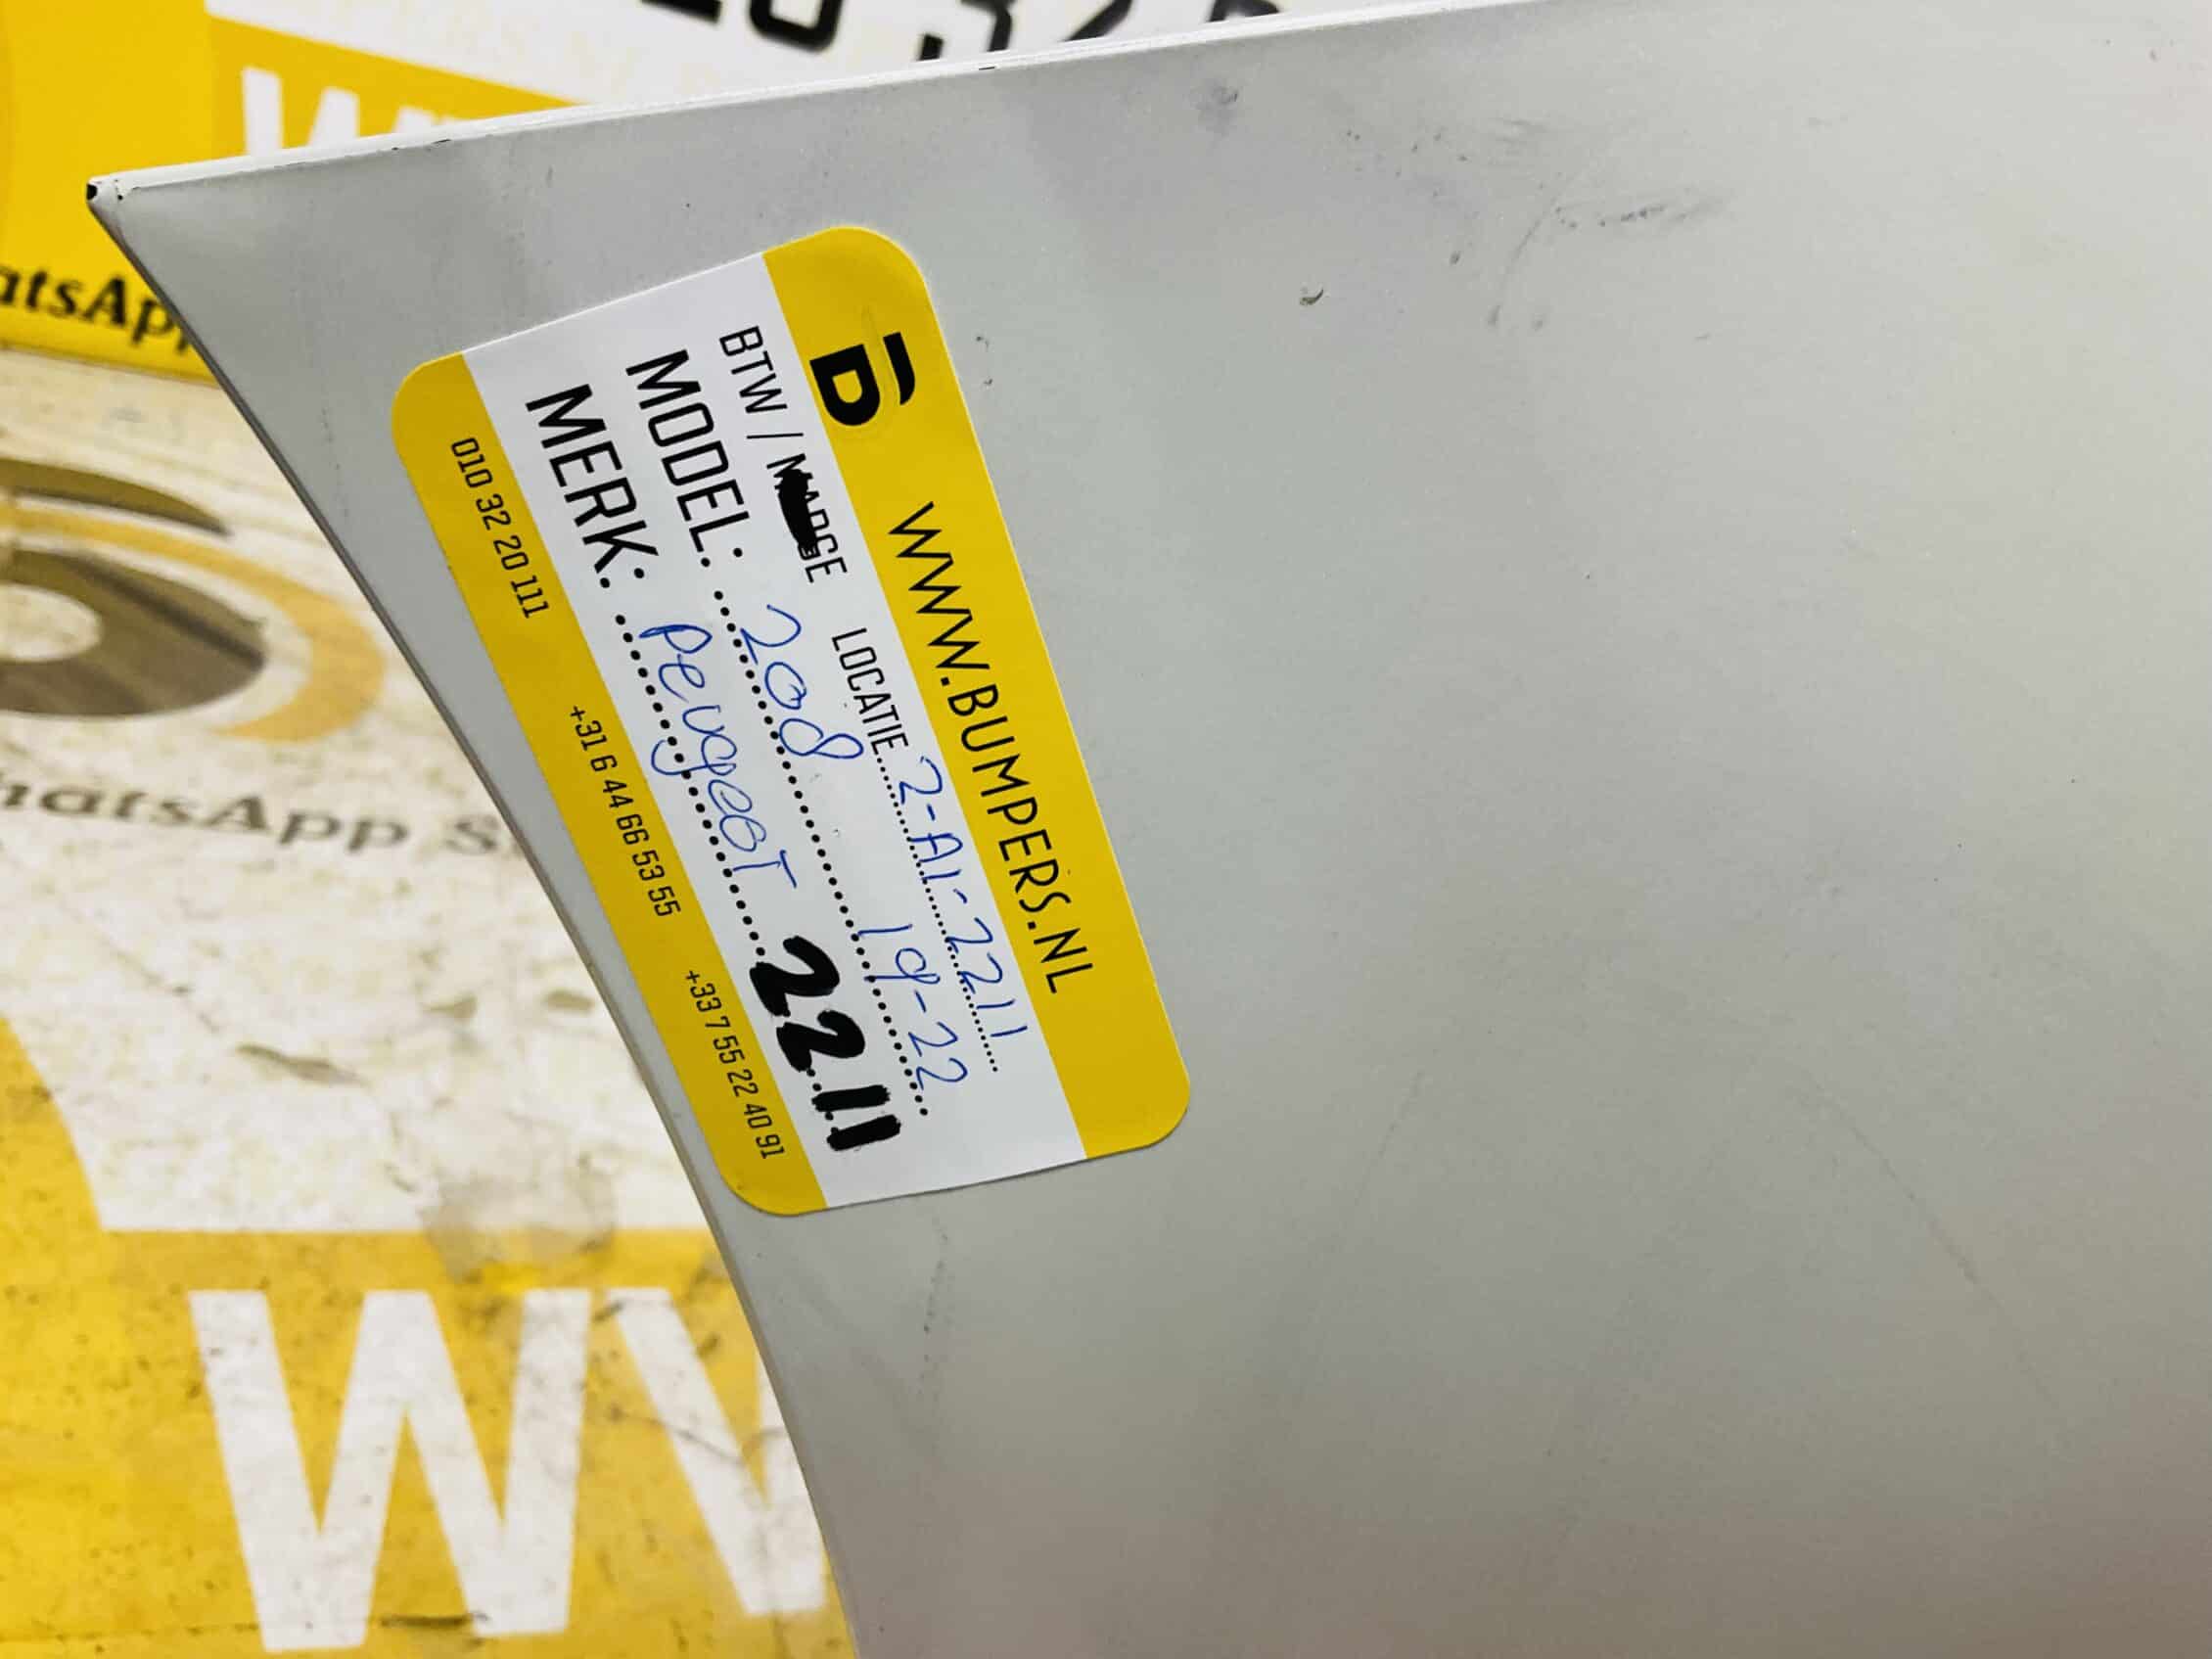 WWW.BUMPERS.NL
BTW / MARGE LOCATIE 2-A1-2211
MODEL: 208 19-22
MERK: Peugeot 2211
010 32 20 111 +31 6 44 66 53 55 +33 7 55 22 40 91
atsApp
hatsApp S
W